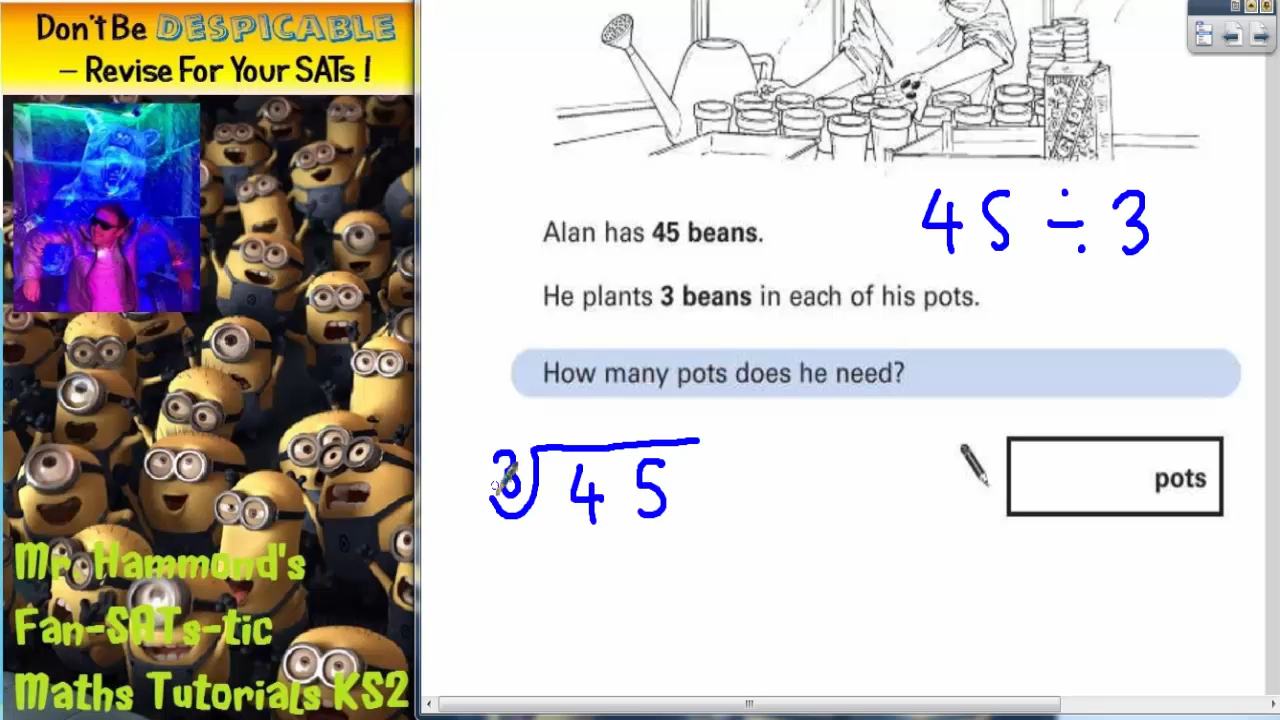 Don't Be DESPICABLE
– Revise For Your SATs !
Alan has 45 beans.
45 ÷ 3
He plants 3 beans in each of his pots.
How many pots does he need?
3 45
pots
Mr. Hammond's
Fan-SATs-tic
Maths Tutorials KS2